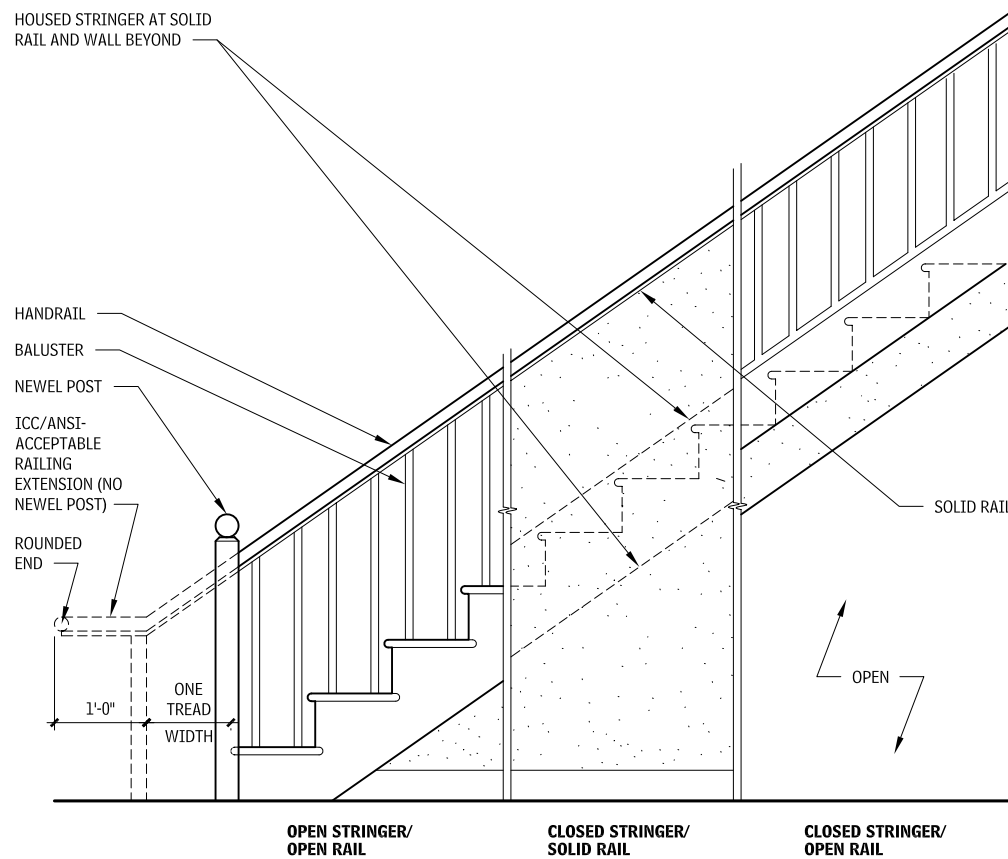 HOUSED STRINGER AT SOLID
RAIL AND WALL BEYOND
HANDRAIL
BALUSTER
NEWEL POST
ICC/ANSI-
ACCEPTABLE
RAILING
EXTENSION (NO
NEWEL POST)
ROUNDED
END
SOLID RAIL
OPEN
1'-0"
ONE
TREAD
WIDTH
OPEN STRINGER/
OPEN RAIL
CLOSED STRINGER/
SOLID RAIL
CLOSED STRINGER/
OPEN RAIL